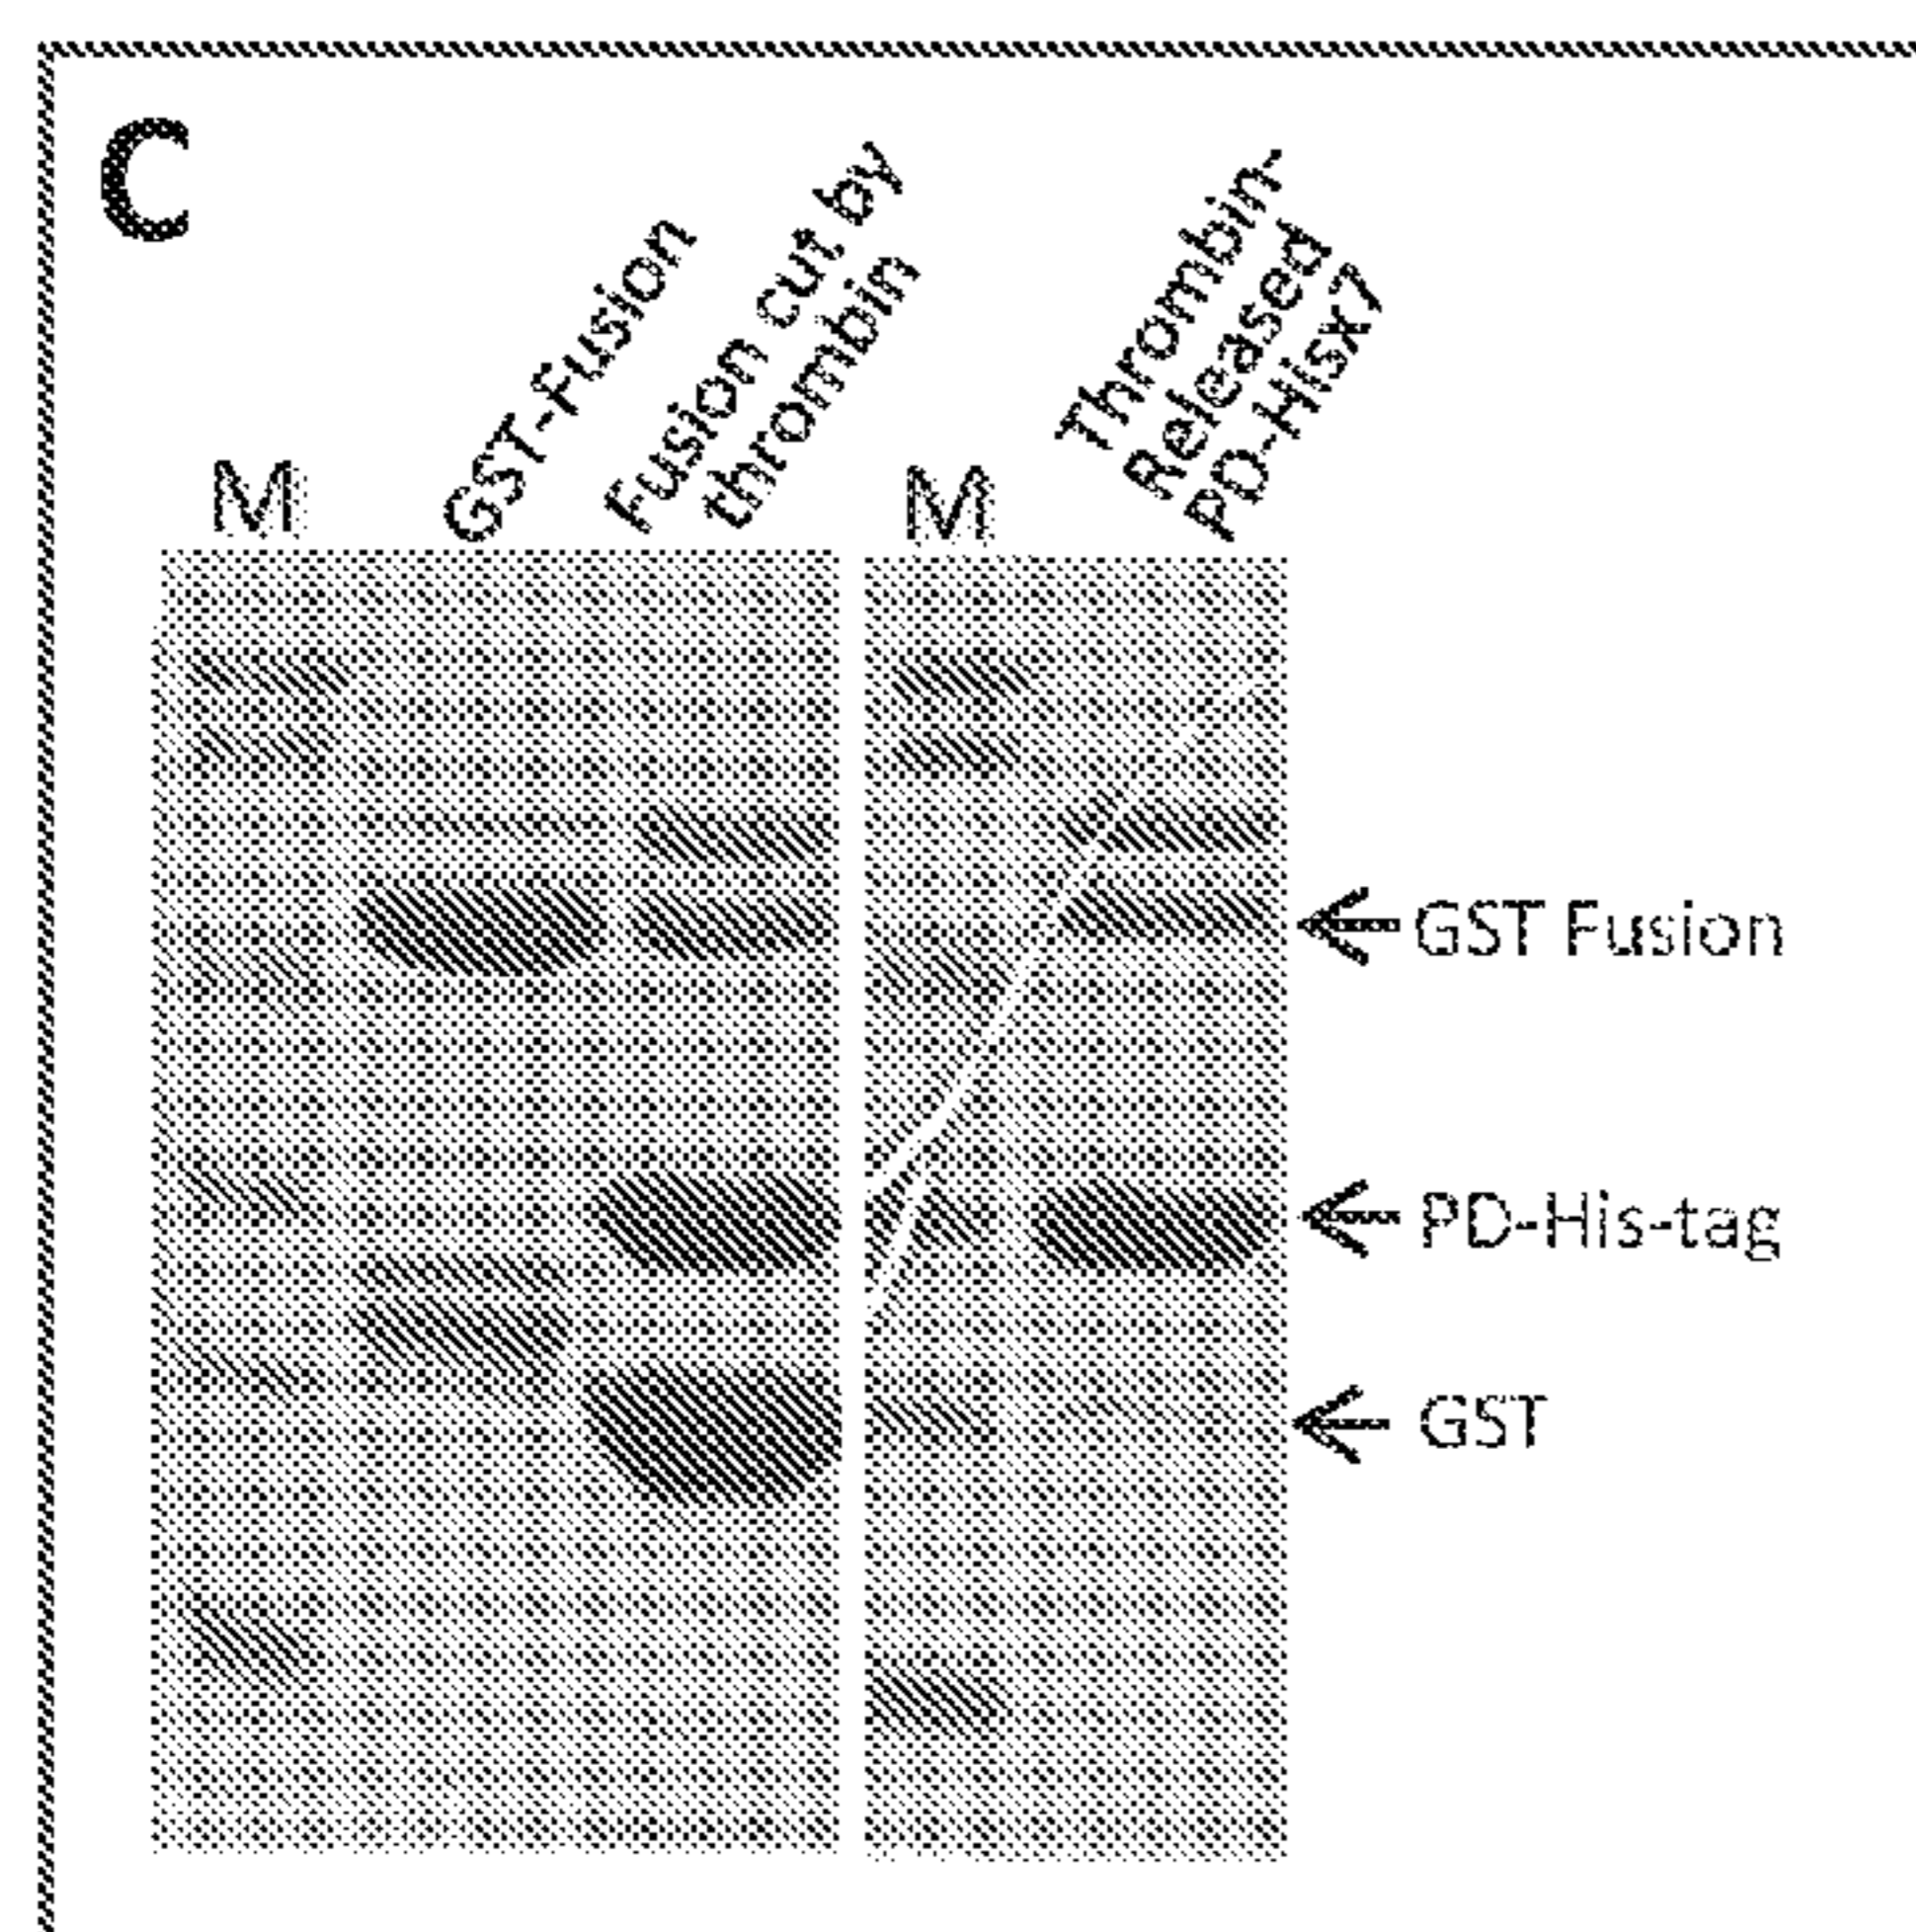 C
M
GST-Fusion
Fusion cut by
thrombin
M
Thrombin-
Released
PD-HisX7
GST Fusion
PD-His-tag
GST